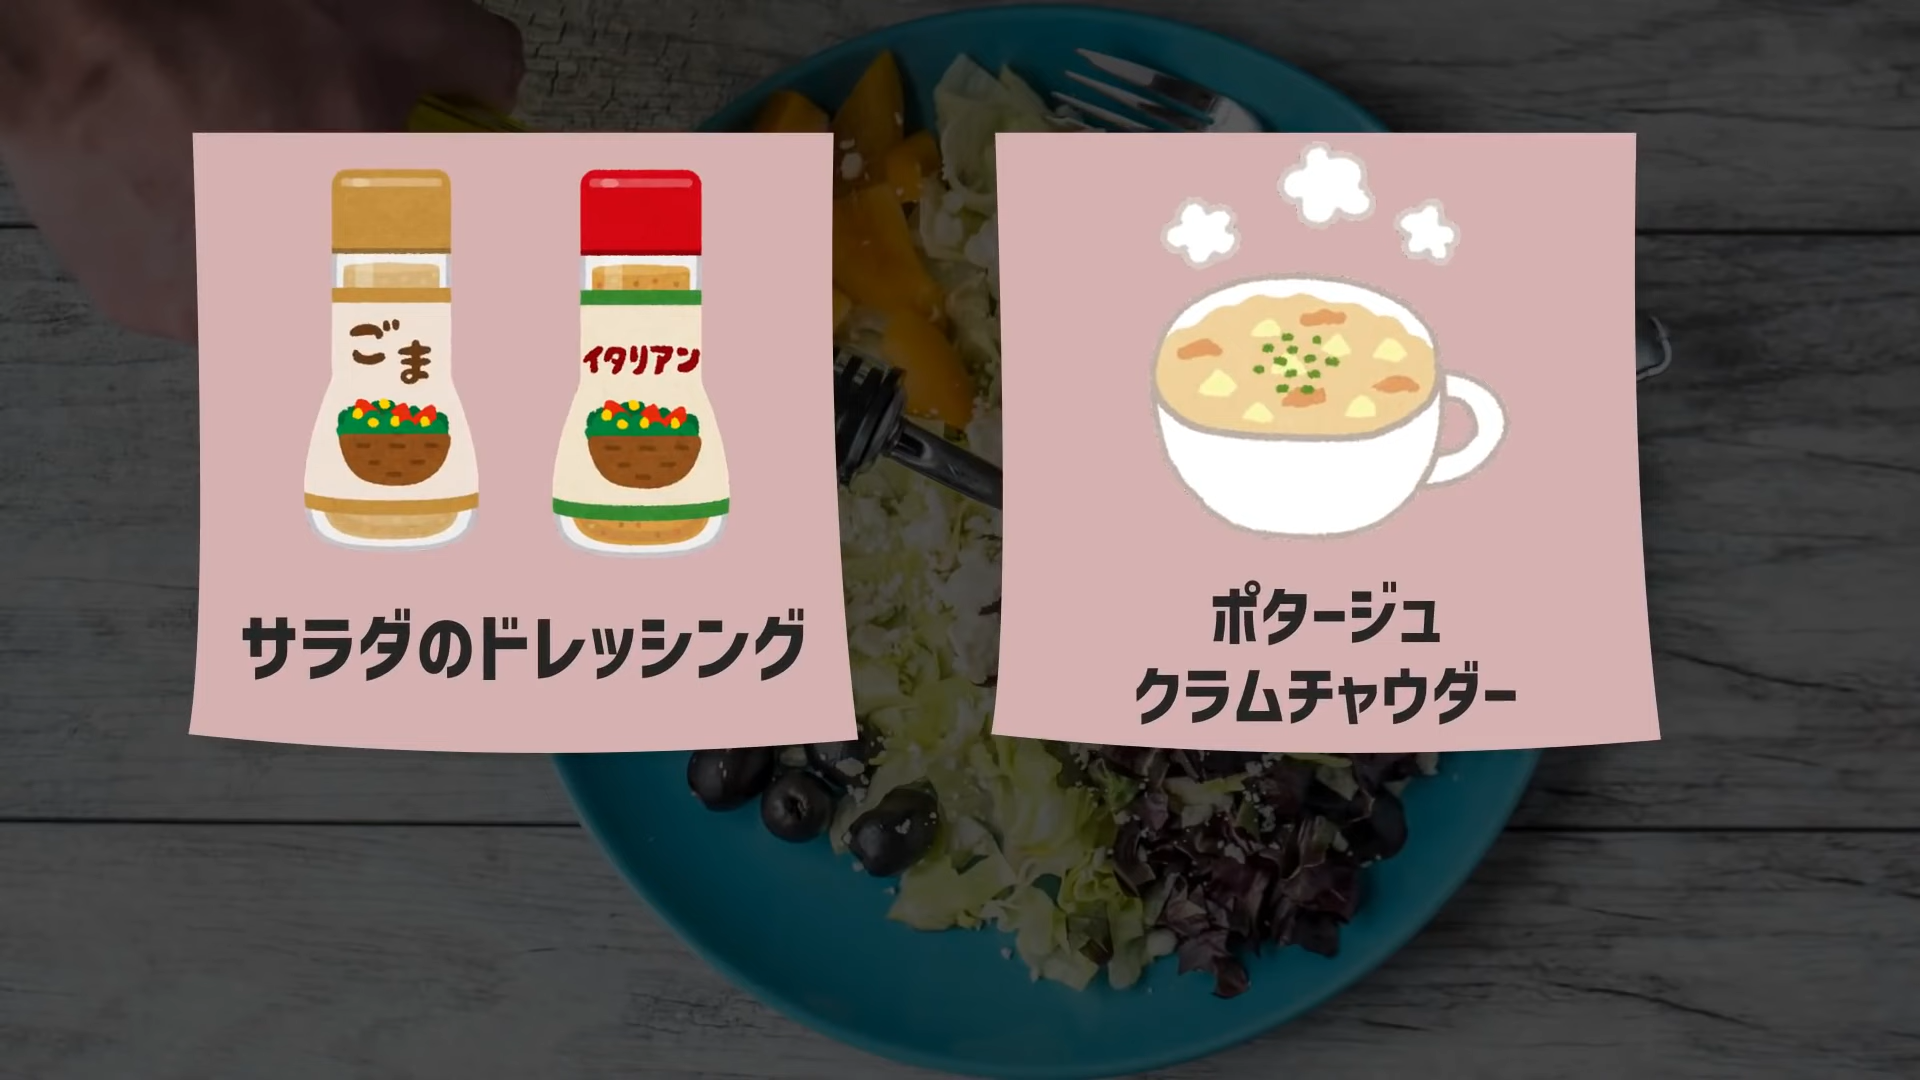 ごま
イタリアン
サラダのドレッシング
ポタージュ
クラムチャウダー